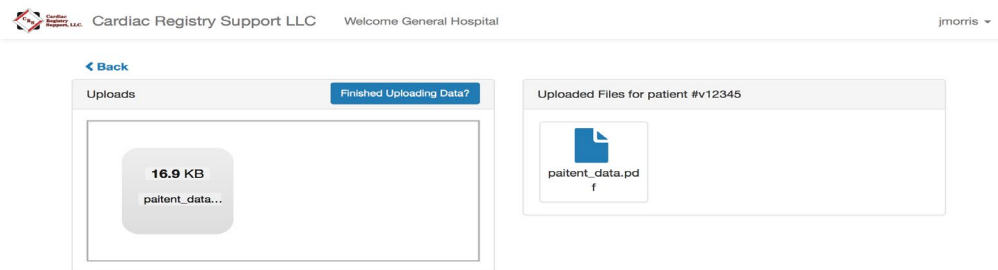 Cardiac
Registry
Support, LLC.
CRS
Cardiac Registry Support LLC
Welcome General Hospital
jmorris
Back
Uploads
Finished Uploading Data?
16.9 KB
paitent_data...
Uploaded Files for patient #v12345
paitent_data.pd
f